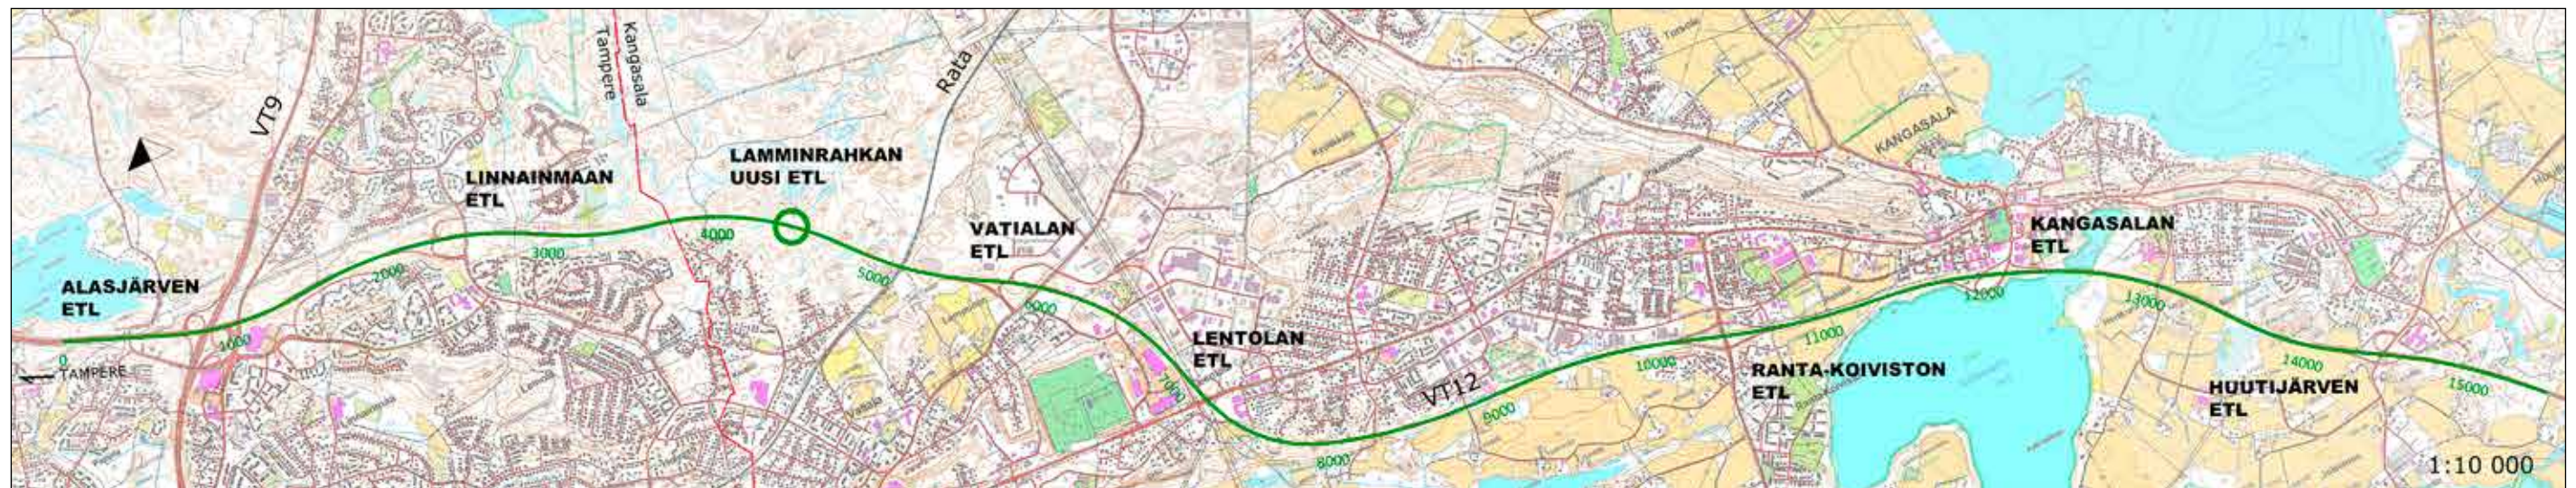 VT9
Kangasala
Tampere
Rata
KANGASALA
LINNAINMAAN
ETL
LAMMINRAHKAN
UUSI ETL
VATIALAN
ETL
KANGASALAN
ETL
ALASJÄRVEN
ETL
LENTOLAN
ETL
RANTA-KOIVISTON
ETL
HUUTIJÄRVEN
ETL
VT12
Vatiala
TAMPERE
0
1000
2000
3000
4000
5000
6000
7000
8000
9000
10000
11000
12000
13000
14000
15000
1:10 000